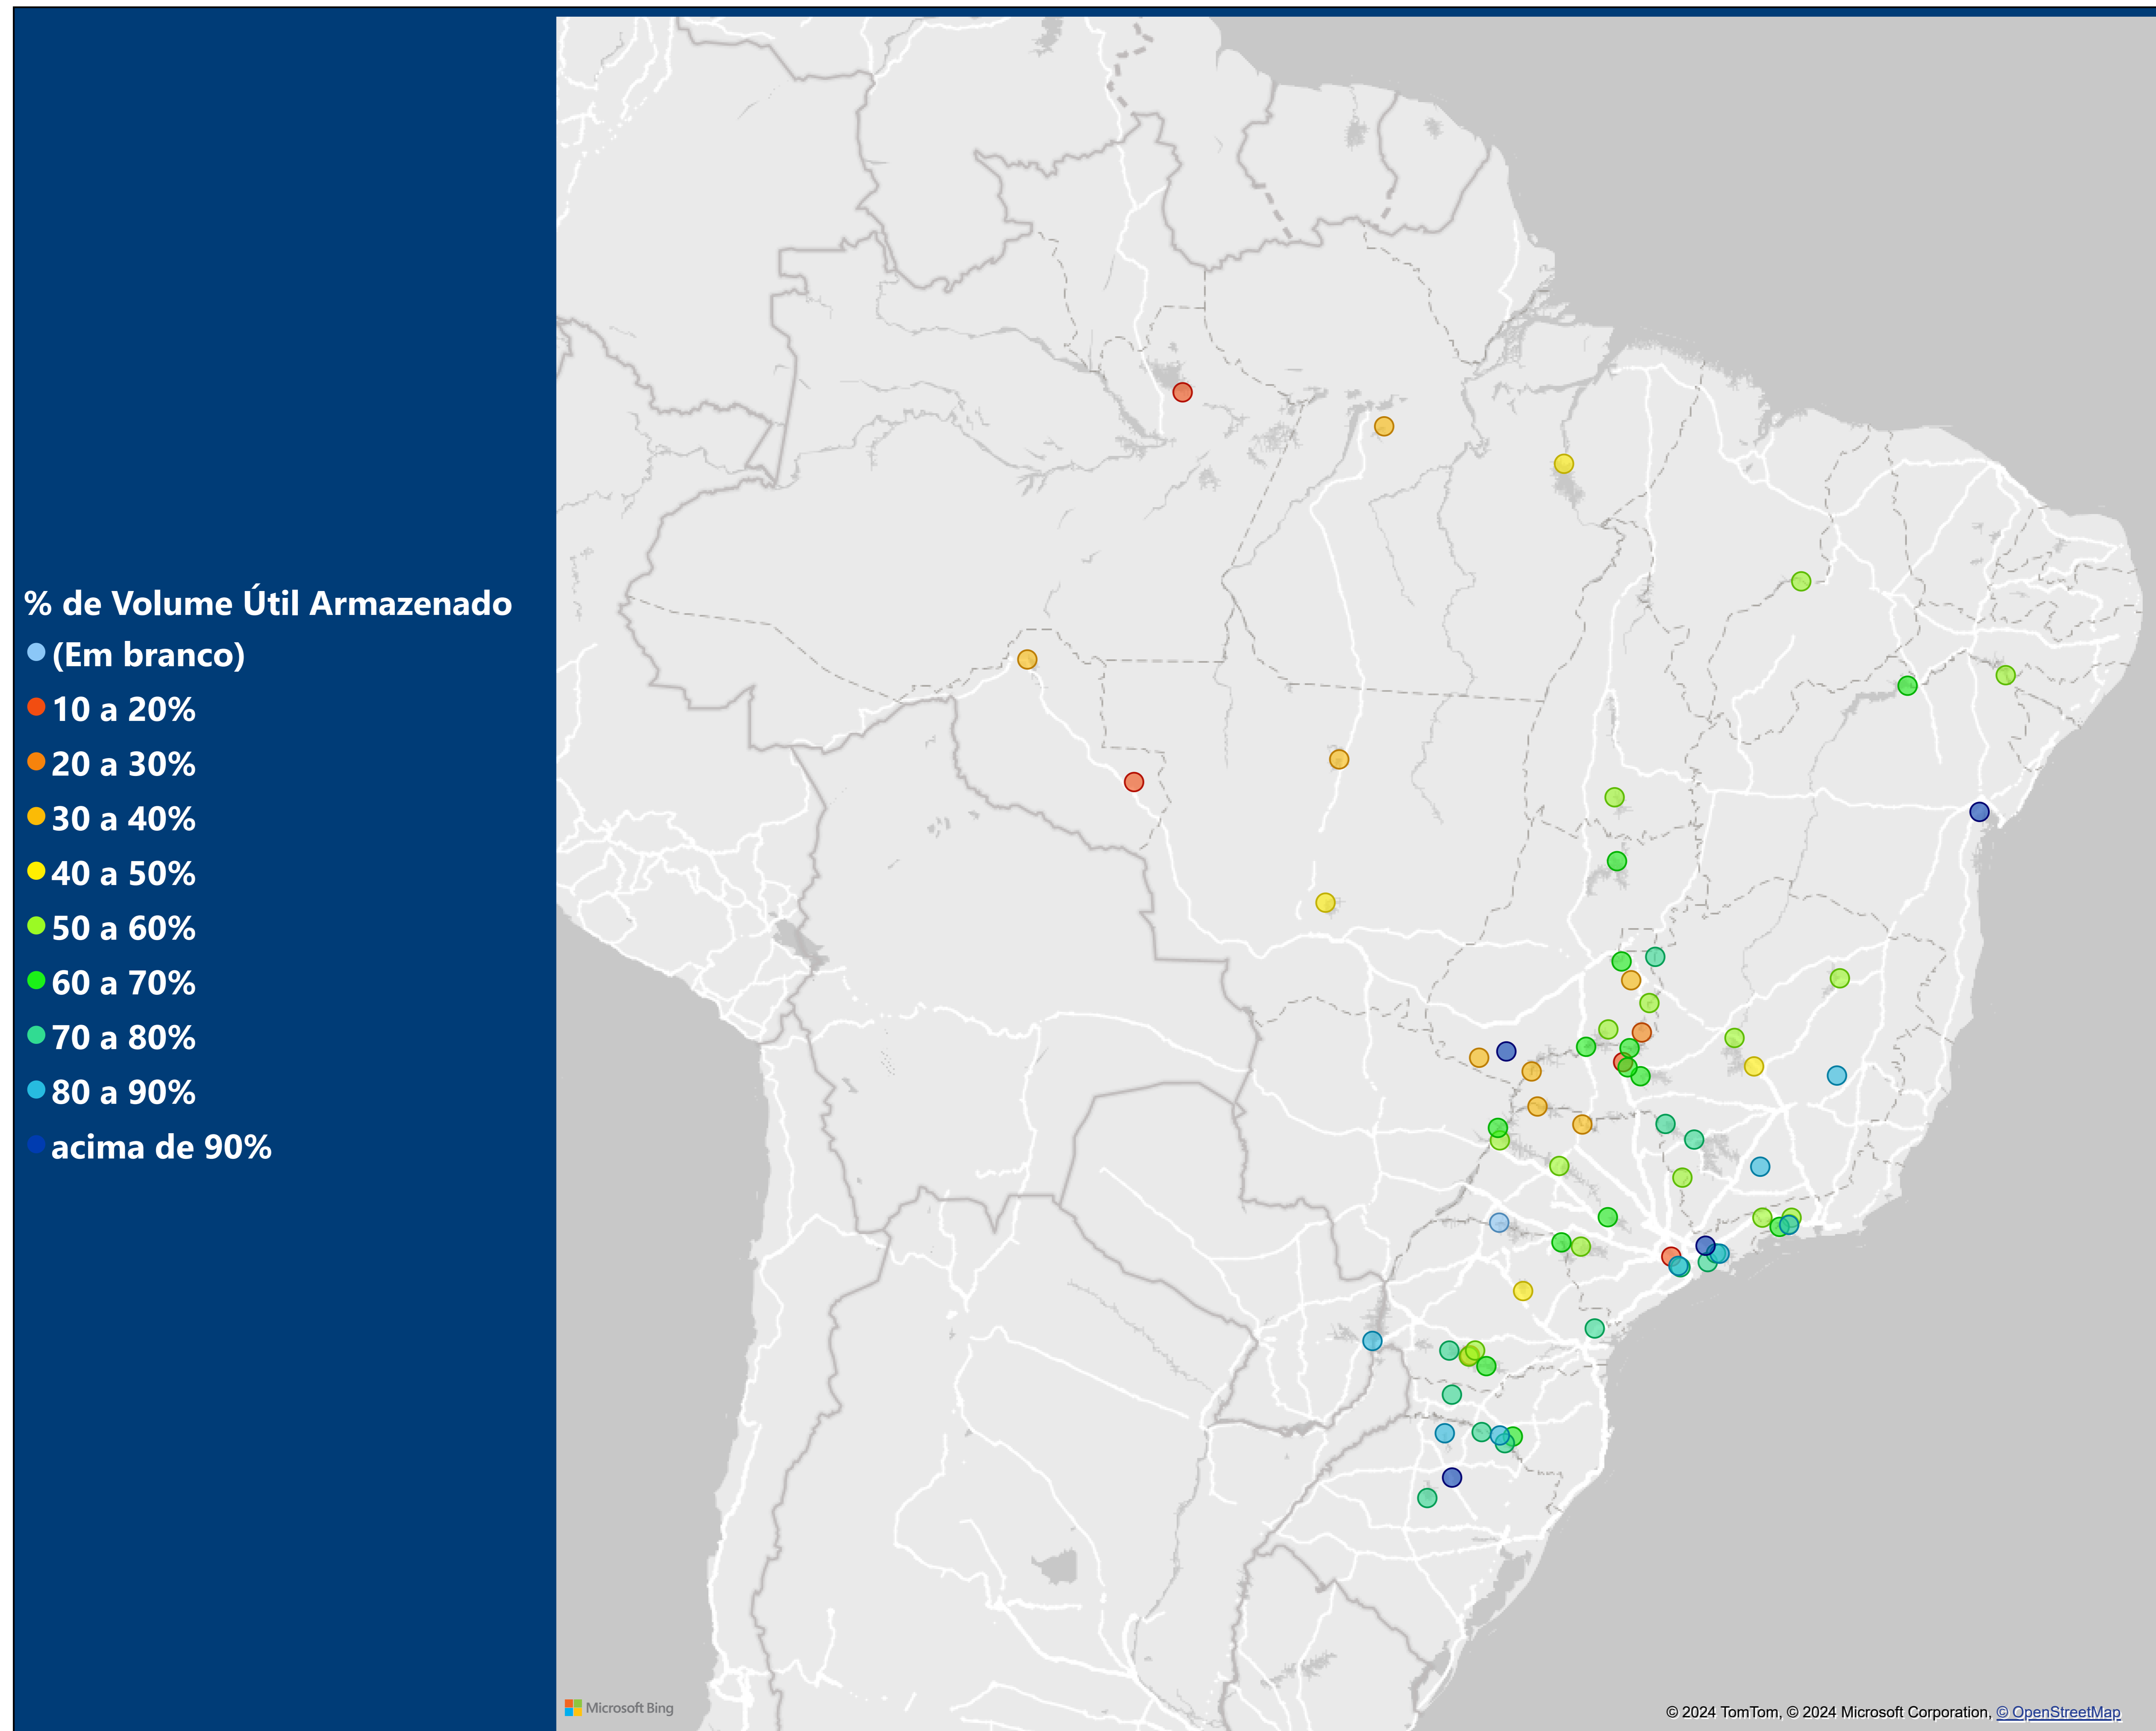 % de Volume Útil Armazenado
(Em branco)
10 a 20%
20 a 30%
30 a 40%
40 a 50%
50 a 60%
60 a 70%
70 a 80%
80 a 90%
acima de 90%
Microsoft Bing
© 2024 TomTom, © 2024 Microsoft Corporation, © OpenStreetMap